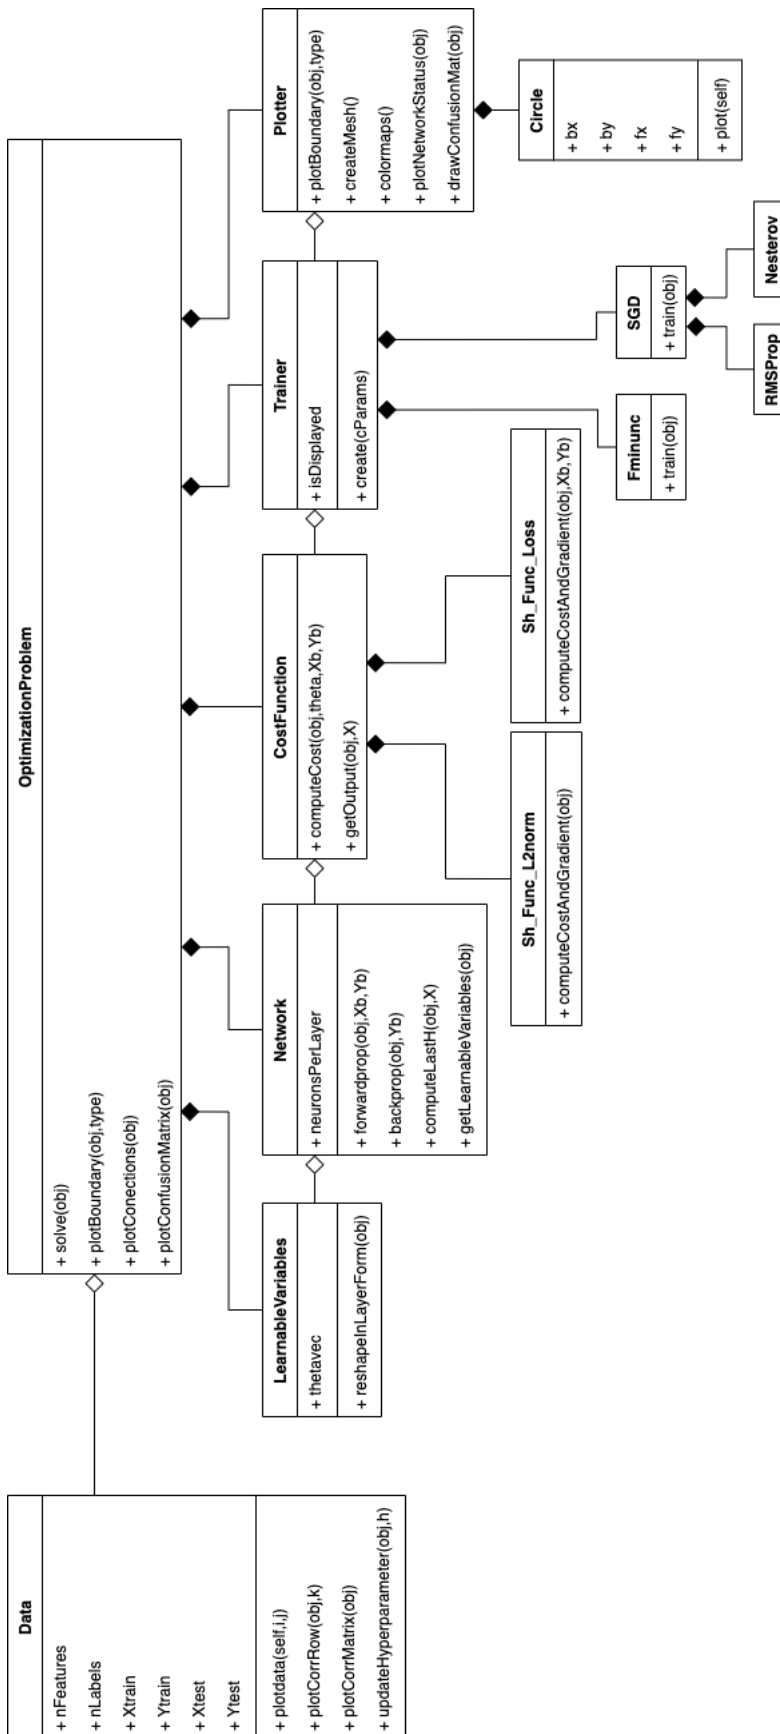 Data
+ nFeatures
+ nLabels
+ Xtrain
+ Ytrain
+ Xtest
+ Ytest
+ plotdata(self,i,j)
+ plotCorrRow(obj,k)
+ plotCorrMatrix(obj)
+ updateHyperparameter(obj,h)
OptimizationProblem
+ solve(obj)
+ plotBoundary(obj,type)
+ plotConections(obj)
+ plotConfusionMatrix(obj)
LearnableVariables
+ thetavec
+ reshapeInLayerForm(obj)
Network
+ neuronsPerLayer
+ forwardprop(obj,Xb,Yb)
+ backprop(obj,Yb)
+ computeLastH(obj,X)
+ getLearnableVariables(obj)
CostFunction
+ computeCost(obj,theta,Xb,Yb)
+ getOutput(obj,X)
Trainer
+ isDisplayed
+ create(cParams)
Plotter
+ plotBoundary(obj,type)
+ createMesh()
+ colormaps()
+ plotNetworkStatus(obj)
+ drawConfusionMat(obj)
Sh_Func_L2norm
+ computeCostAndGradient(obj)
Sh_Func_Loss
+ computeCostAndGradient(obj,Xb,Yb)
Fminunc
+ train(obj)
SGD
+ train(obj)
Circle
+ bx
+ by
+ fx
+ fy
+ plot(self)
RMSProp
Nesterov